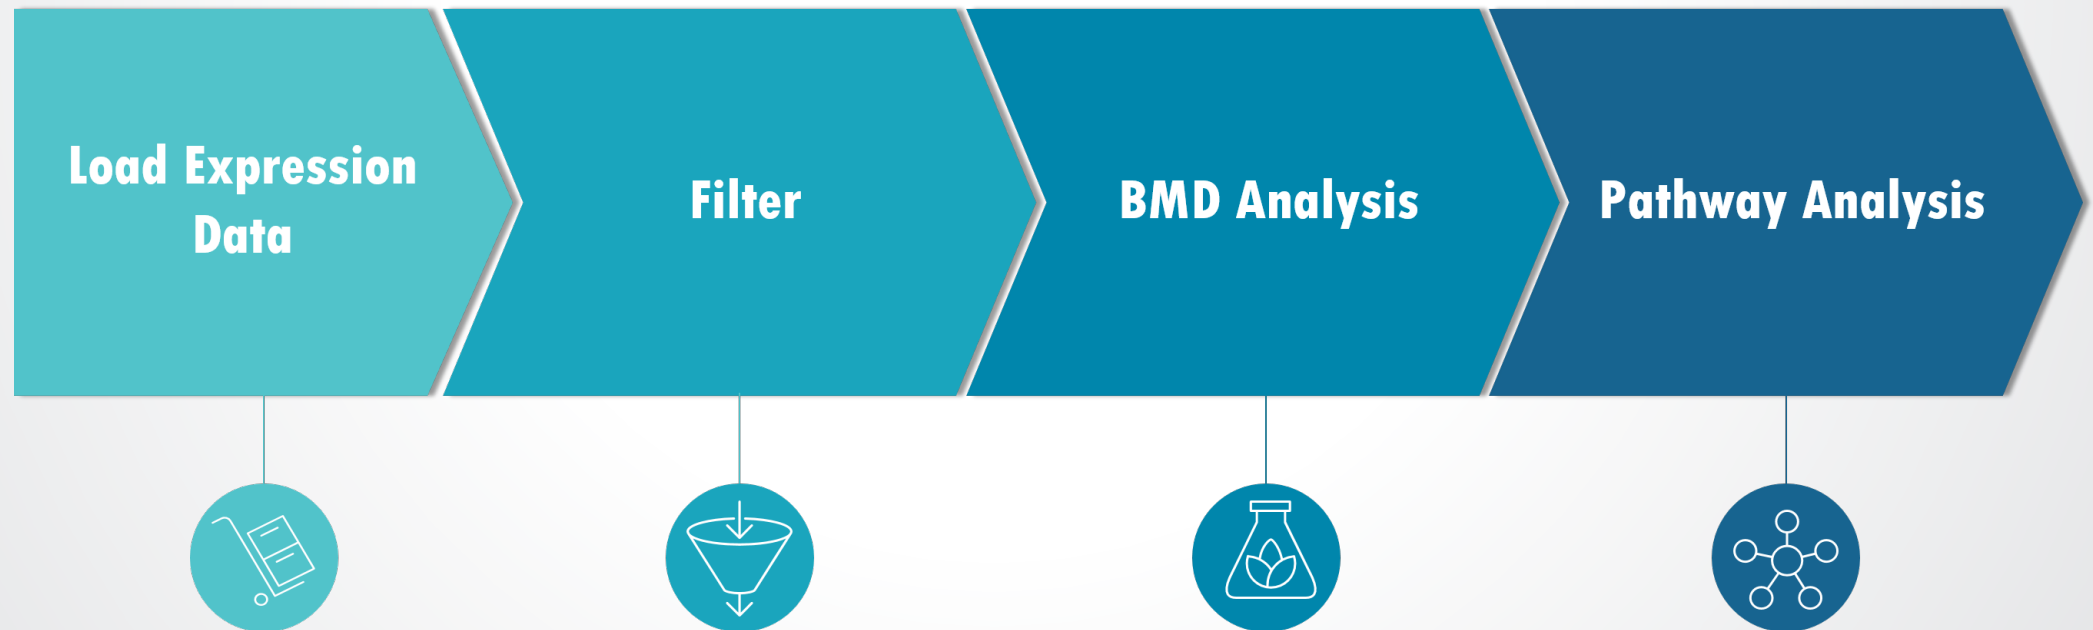 Load Expression
Data
Filter
BMD Analysis
Pathway Analysis